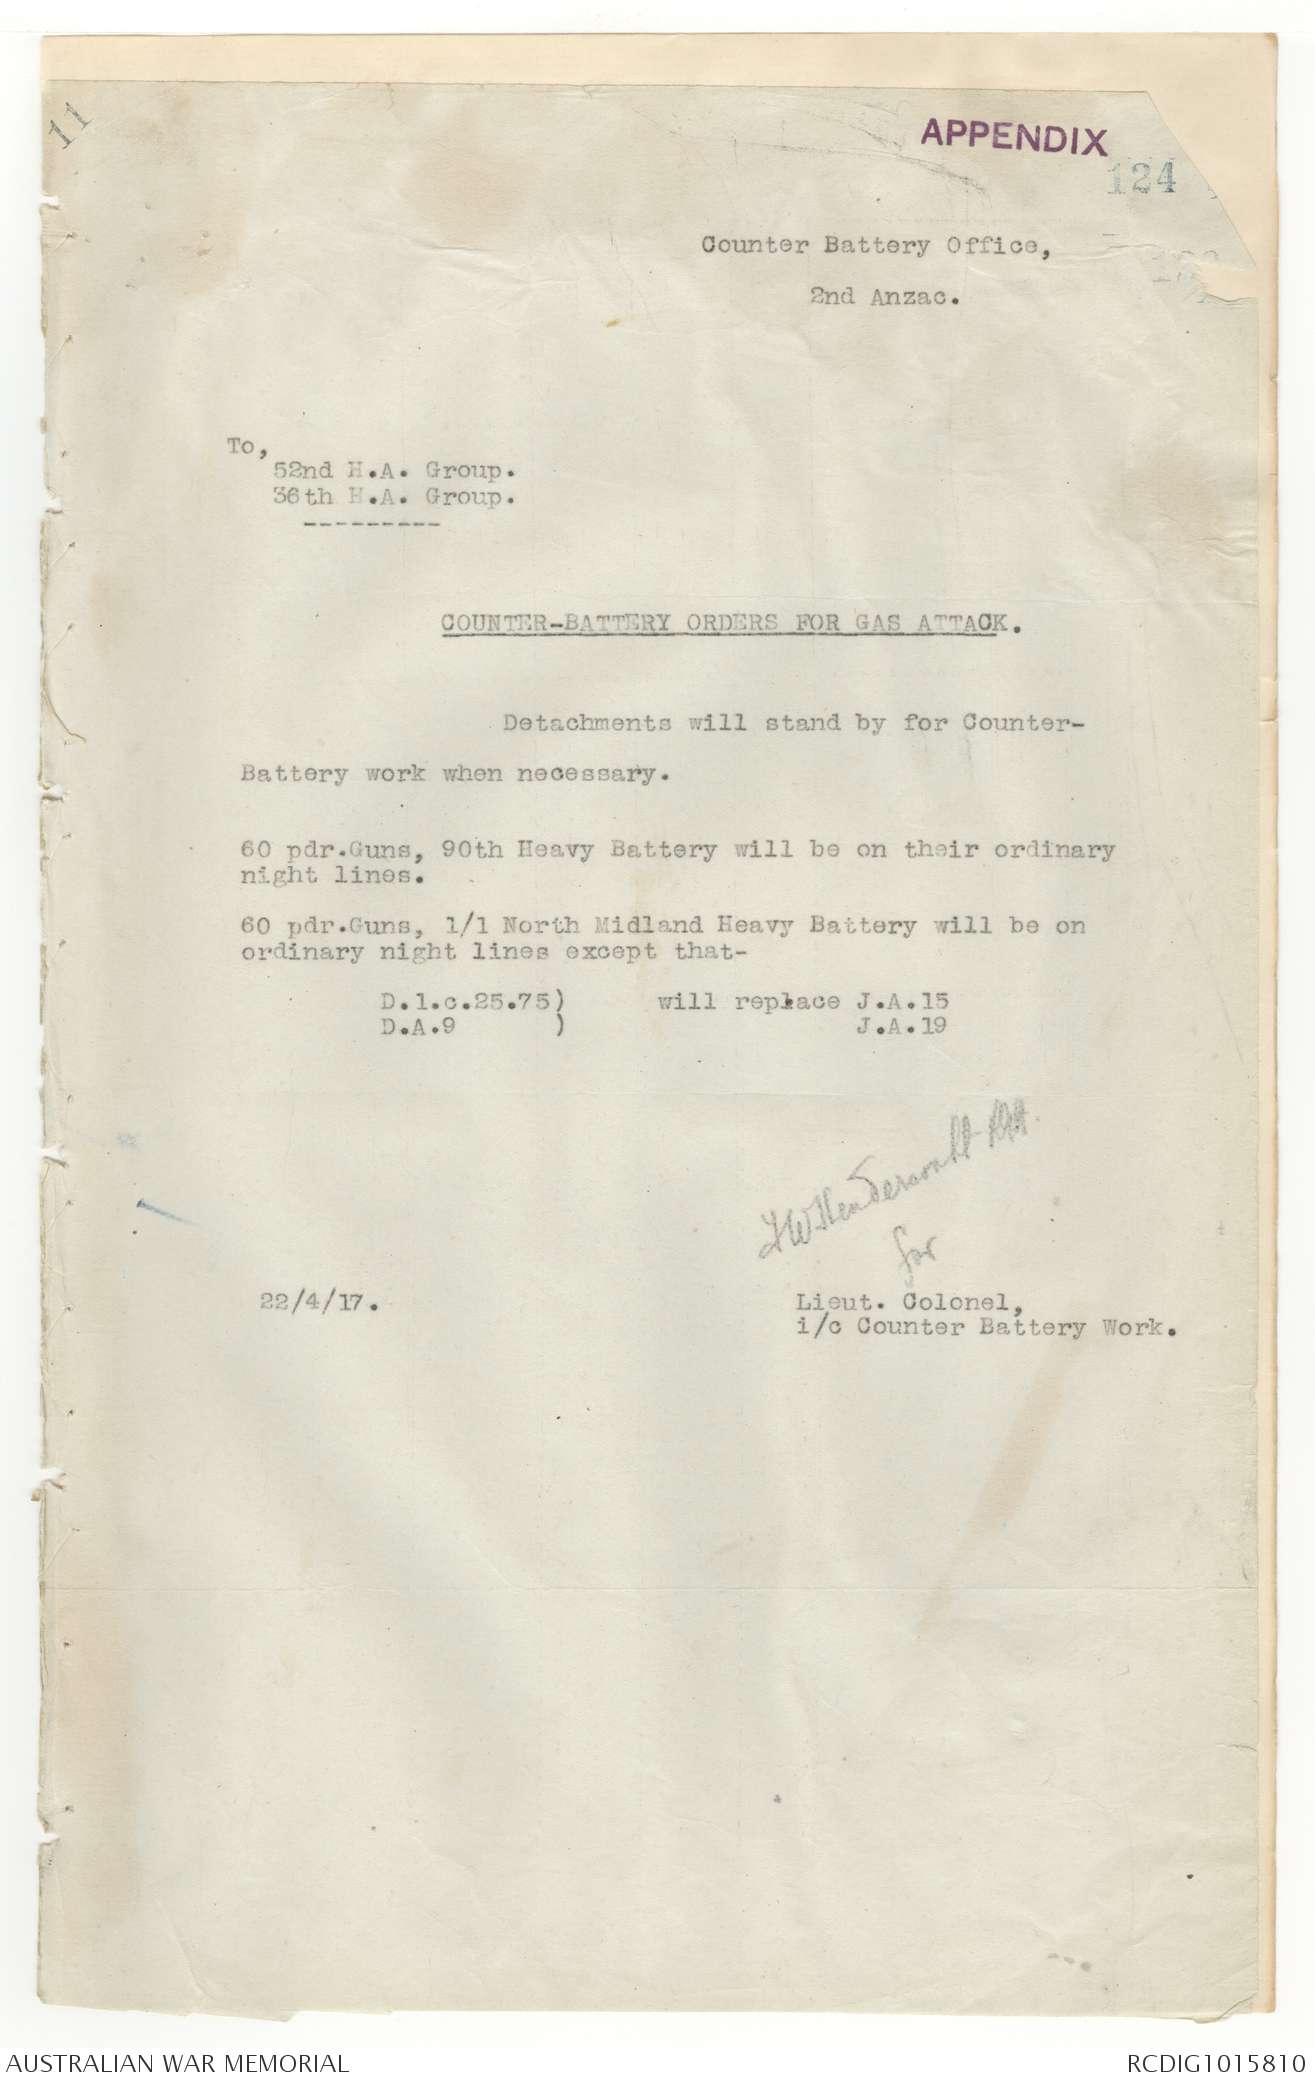 11
APPENDIX
124
Counter Battery Office,
2nd Anzac.
To,
52nd H.A. Group.
36th H.A. Group.
---------
COUNTER-BATTERY ORDERS FOR GAS ATTACK.
Detachments will stand by for Counter-
Battery work when necessary.
60 pdr.Guns, 90th Heavy Battery will be on their ordinary
night lines.
60 pdr.Guns, 1/1 North Midland Heavy Battery will be on
ordinary night lines except that-
D.1.c.25.75) will replace J.A.15
D.A.9 ) J.A.19
Henderson Lt
for
22/4/17. Lieut. Colonel,
i/c Counter Battery Work.
AUSTRALIAN WAR MEMORIAL RCDIG1015810